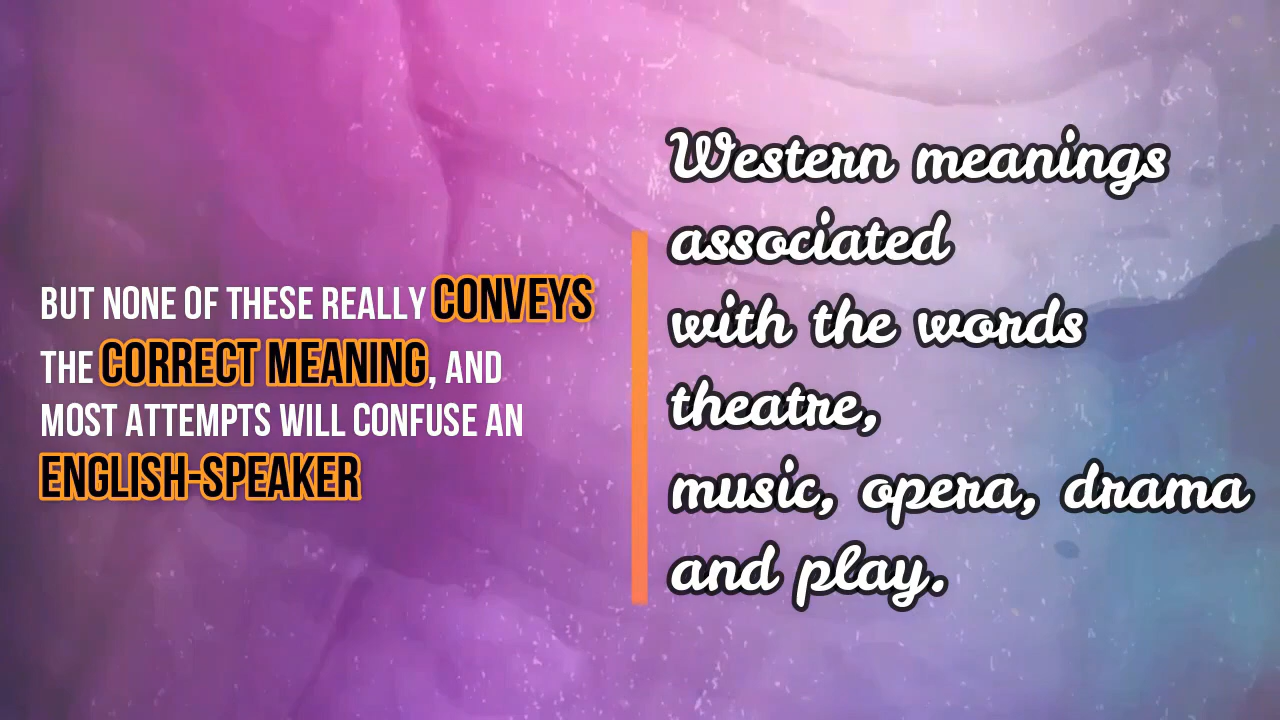 BUT NONE OF THESE REALLY CONVEYS
THE CORRECT MEANING, AND
MOST ATTEMPTS WILL CONFUSE AN
ENGLISH-SPEAKER
Western meanings
associated
with the words
theatre,
music, opera, drama
and play.